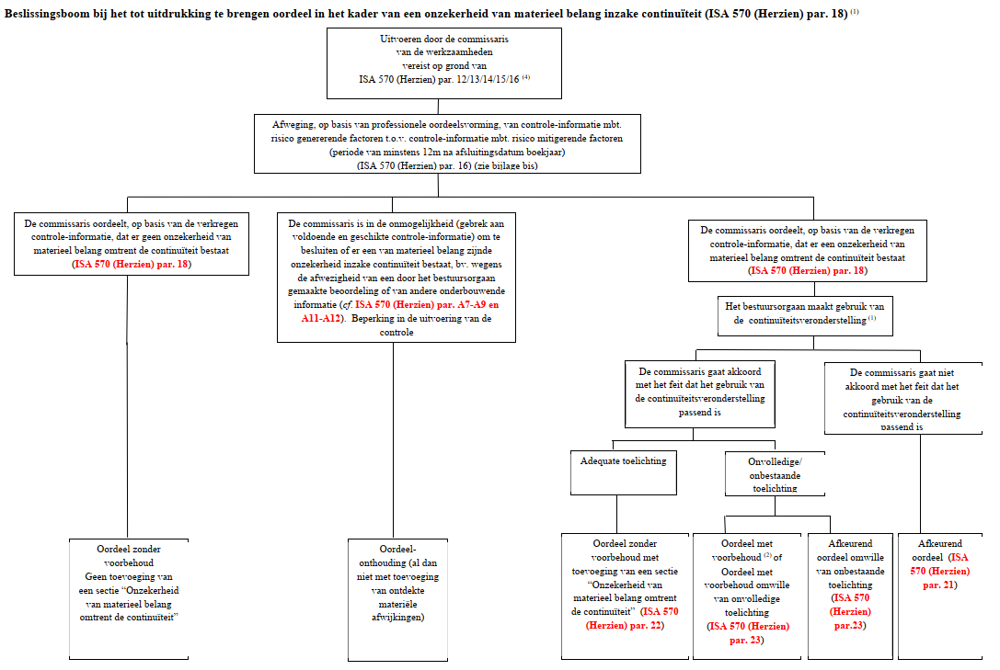 Beslissingsboom bij het tot uitdrukking te brengen oordeel in het kader van een onzekerheid van materieel belang inzake continuïteit (ISA 570 (Herzien) par. 18) (1)
Uitvoeren door de commissaris
van de werkzaamheden
vereist op grond van
ISA 570 (Herzien) par. 12/13/14/15/16 (4)
Afweging, op basis van professionele oordeelsvorming, van controle-informatie mbt.
risico genererende factoren t.o.v. controle-informatie mbt. risico mitigerende factoren
(periode van minstens 12m na afsluitingsdatum boekjaar)
(ISA 570 (Herzien) par. 16) (zie bijlage bis)
De commissaris oordeelt, op basis van de verkregen
controle-informatie, dat er geen onzekerheid van
materieel belang omtrent de continuïteit bestaat
(ISA 570 (Herzien) par. 18)
De commissaris is in de onmogelijkheid (gebrek aan
voldoende en geschikte controle-informatie) om te
besluiten of er een van materieel belang zijnde
onzekerheid inzake continuïteit bestaat, bv. wegens
de afwezigheid van een door het bestuursorgaan
gemaakte beoordeling of van andere onderbouwende
informatie (cf. ISA 570 (Herzien) par. A7-A9 en
A11-A12). Beperking in de uitvoering van de
controle
De commissaris oordeelt, op basis van de verkregen
controle-informatie, dat er een onzekerheid van
materieel belang omtrent de continuïteit bestaat
(ISA 570 (Herzien) par. 18)
Het bestuursorgaan maakt gebruik van
de continuïteitsveronderstelling (1)
De commissaris gaat akkoord
met het feit dat het gebruik van
de continuïteitsveronderstelling
passend is
De commissaris gaat niet
akkoord met het feit dat het
gebruik van de
continuïteitsveronderstelling
passend is
Adequate toelichting
Onvolledige/
onbestaande
toelichting
Oordeel zonder
voorbehoud
Geen toevoeging van
een sectie “Onzekerheid
van materieel belang
omtrent de continuïteit”
Oordeel-
onthouding (al dan
niet met toevoeging
van ontdekte
materiële
afwijkingen)
Oordeel zonder
voorbehoud met
toevoeging van een sectie
“Onzekerheid van
materieel belang omtrent
de continuïteit” (ISA 570
(Herzien) par. 22)
Oordeel met
voorbehoud (2) of
Oordeel met
voorbehoud omwille
van onvolledige
toelichting
(ISA 570 (Herzien)
par. 23)
Afkeurend
oordeel omwille
van onbestaande
toelichting
(ISA 570
(Herzien)
par.23)
Afkeurend
oordeel (ISA
570 (Herzien)
par. 21)